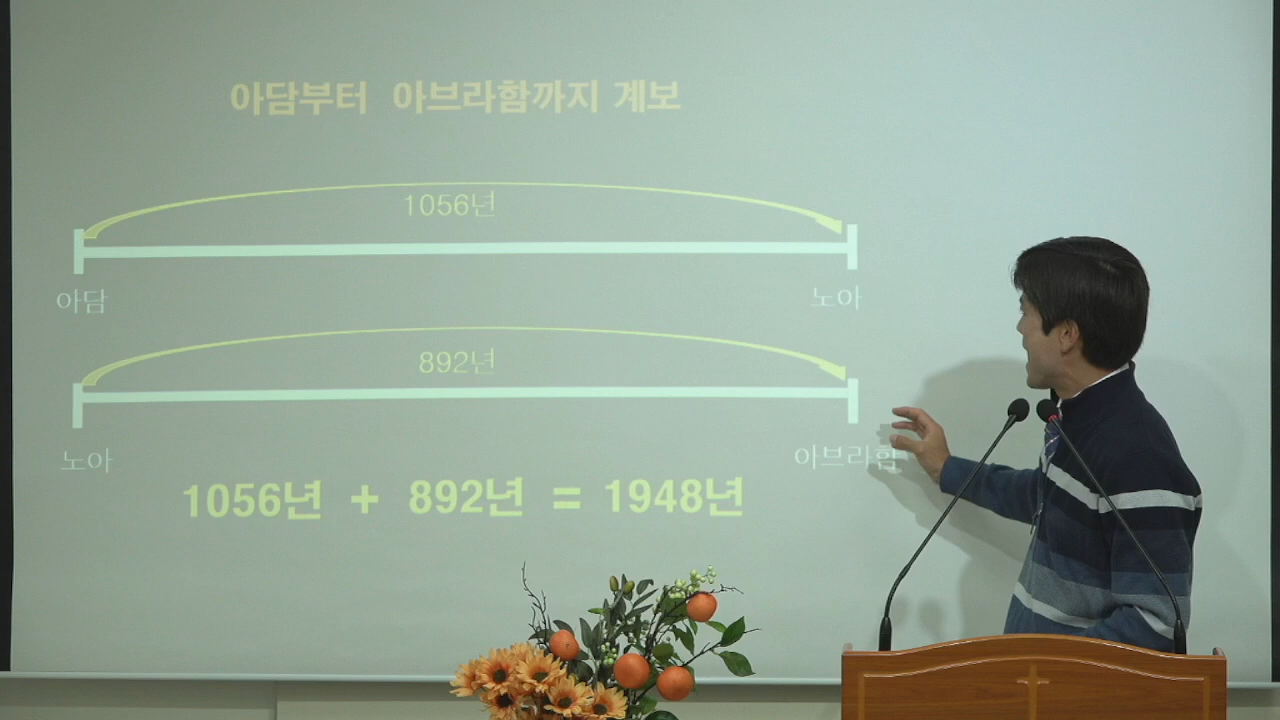 아담부터 아브라함까지 계보
1056년
아담 노아
892년
노아 아브라함
1056년 + 892년 = 1948년